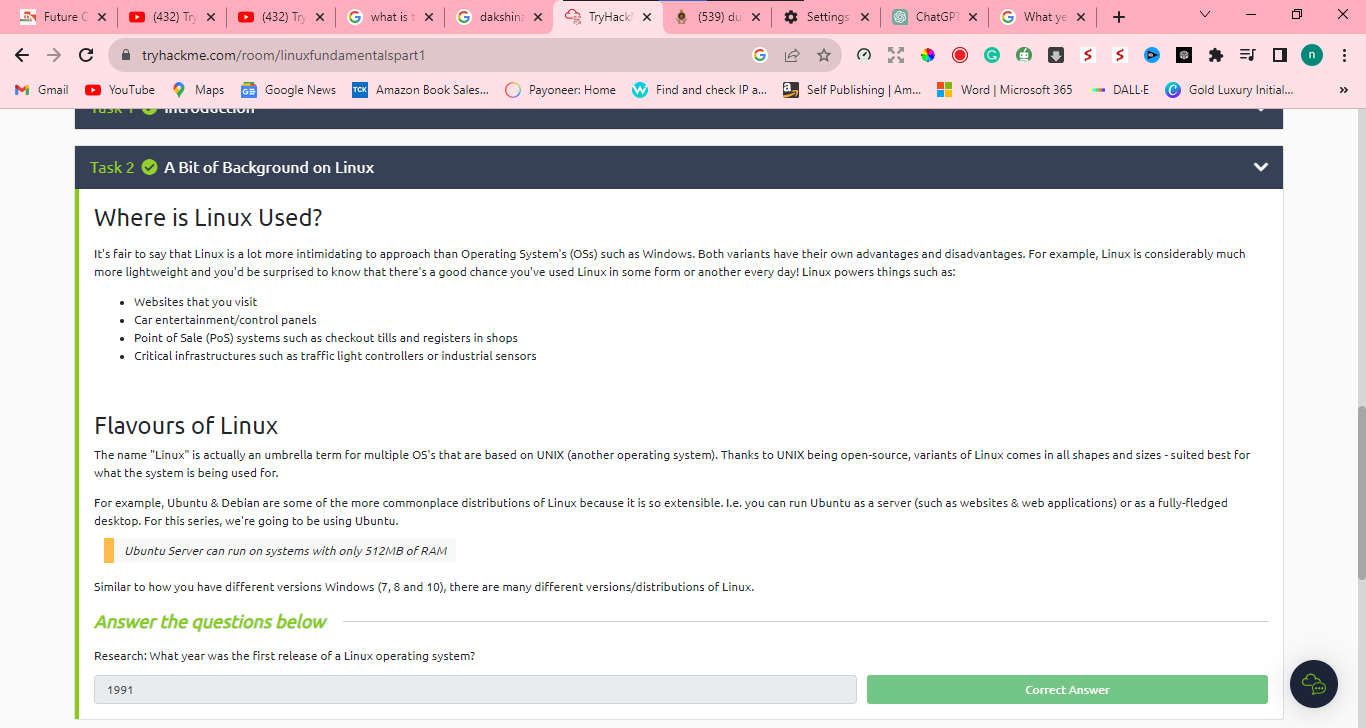 Future C
(432) Try
(432) Try
what is t
dakshina
TryHackM
(539) du
Settings
ChatGPT
What ye
tryhackme.com/room/linuxfundamentalspart1
n
Gmail
YouTube
Maps
Google News
TCK
Amazon Book Sales...
Payoneer: Home
Find and check IP a...
Self Publishing | Am...
Word | Microsoft 365
DALL·E
Gold Luxury Initial...
»
Task 1 Introduction
Task 2 A Bit of Background on Linux
Where is Linux Used?
It's fair to say that Linux is a lot more intimidating to approach than Operating System's (OSs) such as Windows. Both variants have their own advantages and disadvantages. For example, Linux is considerably much
more lightweight and you'd be surprised to know that there's a good chance you've used Linux in some form or another every day! Linux powers things such as:
• Websites that you visit
• Car entertainment/control panels
• Point of Sale (PoS) systems such as checkout tills and registers in shops
• Critical infrastructures such as traffic light controllers or industrial sensors
Flavours of Linux
The name "Linux" is actually an umbrella term for multiple OS's that are based on UNIX (another operating system). Thanks to UNIX being open-source, variants of Linux comes in all shapes and sizes - suited best for
what the system is being used for.
For example, Ubuntu & Debian are some of the more commonplace distributions of Linux because it is so extensible. I.e. you can run Ubuntu as a server (such as websites & web applications) or as a fully-fledged
desktop. For this series, we're going to be using Ubuntu.
Ubuntu Server can run on systems with only 512MB of RAM
Similar to how you have different versions Windows (7, 8 and 10), there are many different versions/distributions of Linux.
Answer the questions below
Research: What year was the first release of a Linux operating system?
1991
Correct Answer